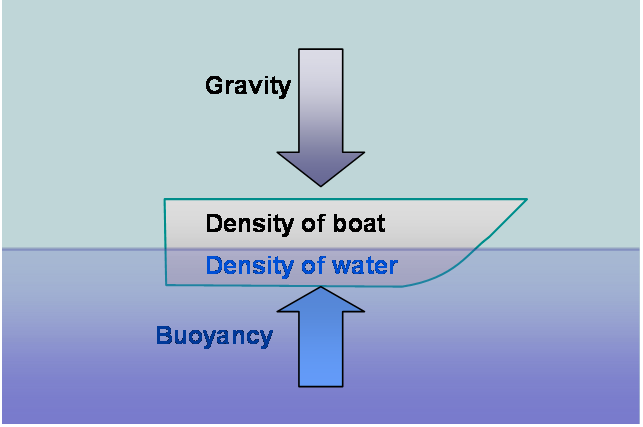 Gravity
Density of boat
Density of water
Buoyancy